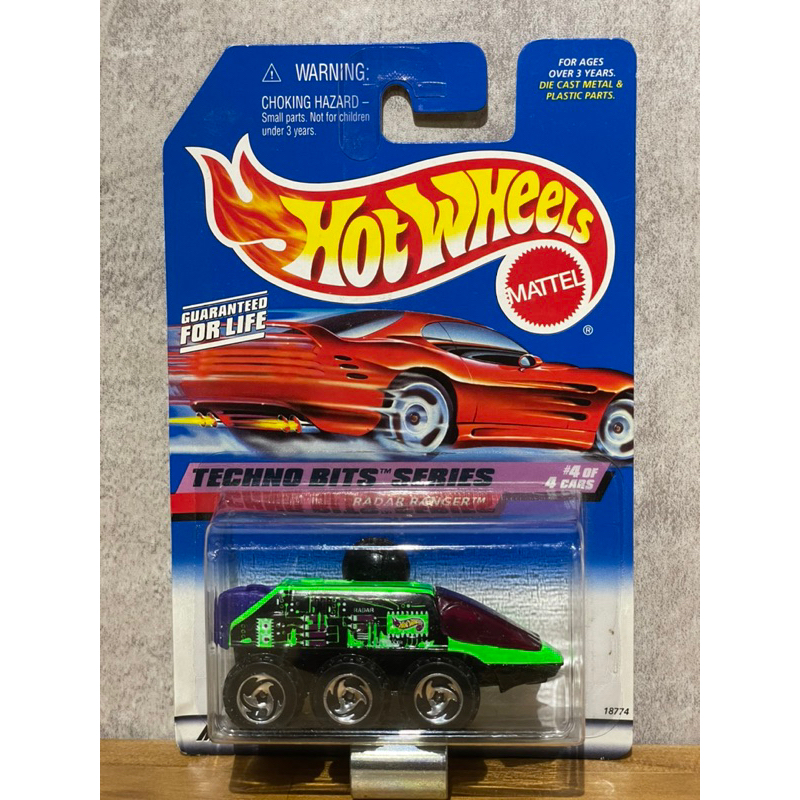 WARNING:
CHOKING HAZARD –
Small parts. Not for children
under 3 years.
FOR AGES
OVER 3 YEARS.
DIE CAST METAL &
PLASTIC PARTS.
HOT WHEELS
MATTEL
®
GUARANTEED
FOR LIFE
TECHNO BITS™ SERIES
#4 OF
4 CARS
RADAR RANGER™
RADAR
HOT WHEELS
18774